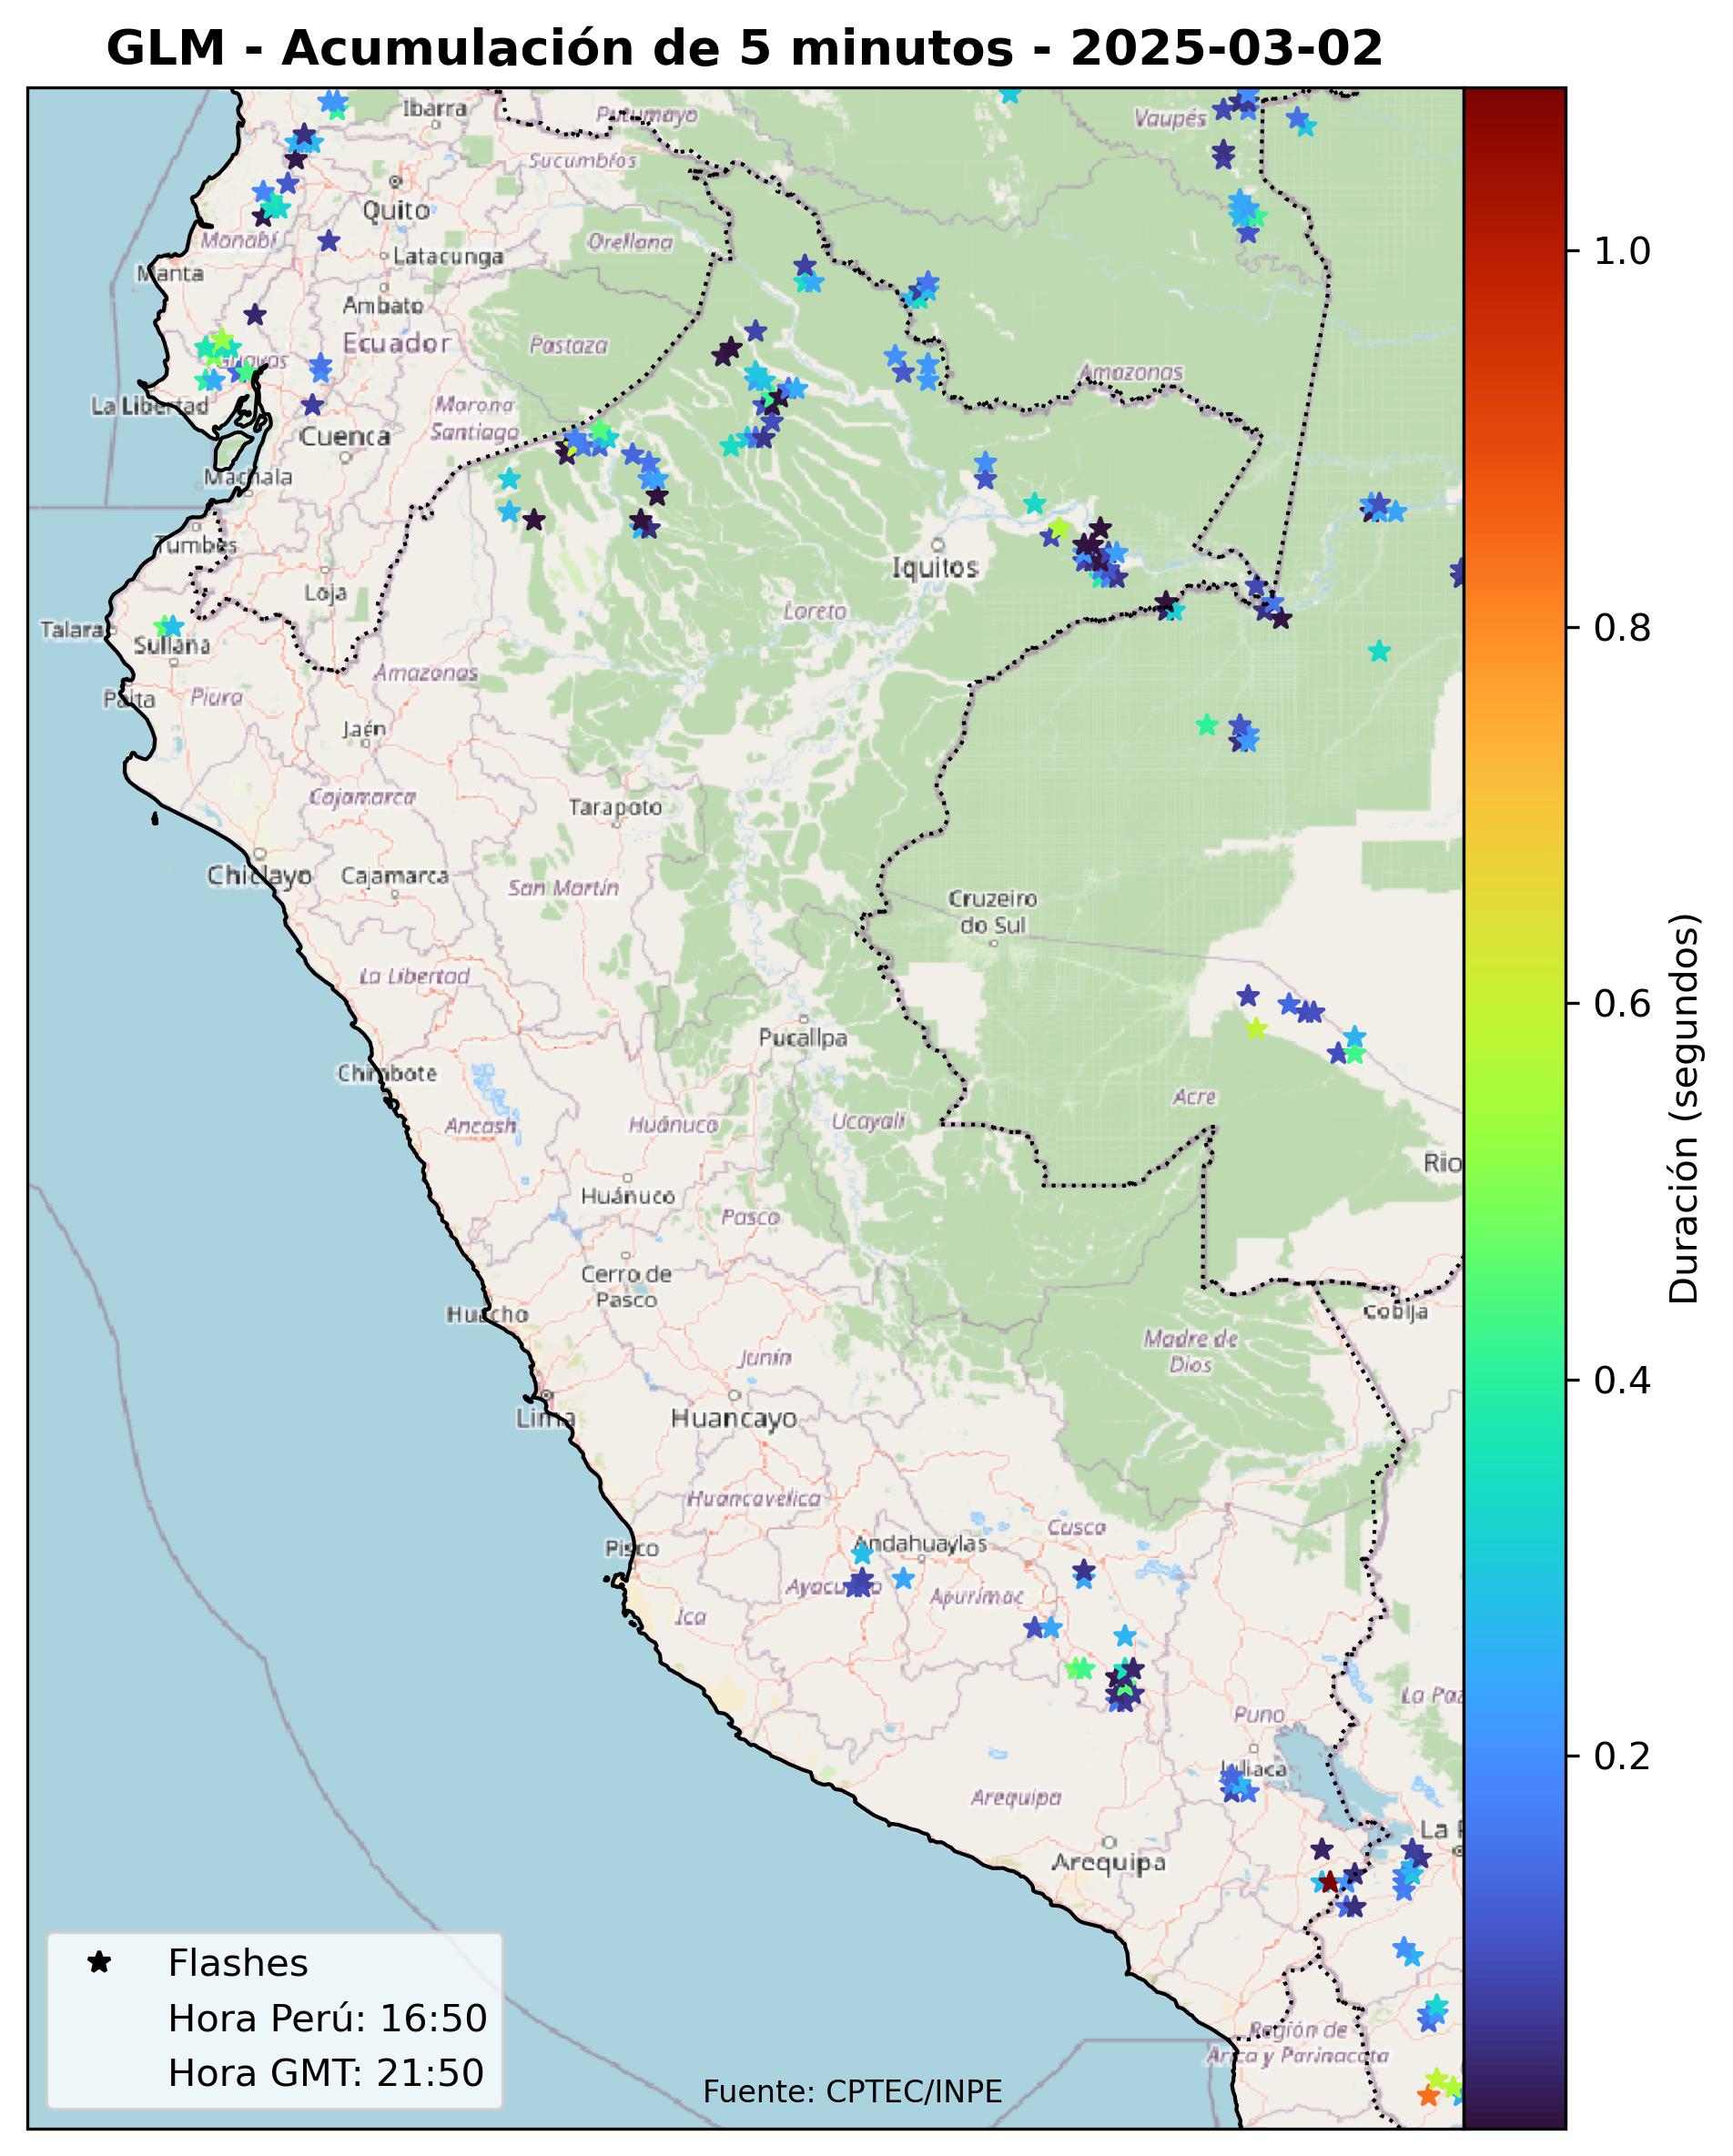 GLM - Acumulación de 5 minutos - 2025-03-02
Ibarra
Putumayo
Vaupés
Sucumbíos
Quito
Manabí
Orellana
Latacunga
Manta
Ambato
Ecuador
Pastaza
Guayas
Amazonas
La Libertad
Morona
Santiago
Cuenca
Machala
Tumbes
Iquitos
Loja
Loreto
Talara
Sullana
Amazonas
Paita
Piura
Jaén
Cajamarca
Tarapoto
Chiclayo
Cajamarca
San Martín
Cruzeiro
do Sul
La Libertad
Pucallpa
Chimbote
Ancash
Huánuco
Ucayali
Acre
Rio
Huánuco
Pasco
Cerro de
Pasco
Huacho
Cobija
Madre de
Dios
Junín
Lima
Huancayo
Huancavelica
Cusco
Pisco
Andahuaylas
Ayacucho
Apurímac
Ica
La Paz
Puno
Juliaca
Arequipa
La P
Arequipa
Región de
Arica y Parinacota
Flashes
Hora Perú: 16:50
Hora GMT: 21:50
Fuente: CPTEC/INPE
1.0
0.8
0.6
0.4
0.2
Duración (segundos)